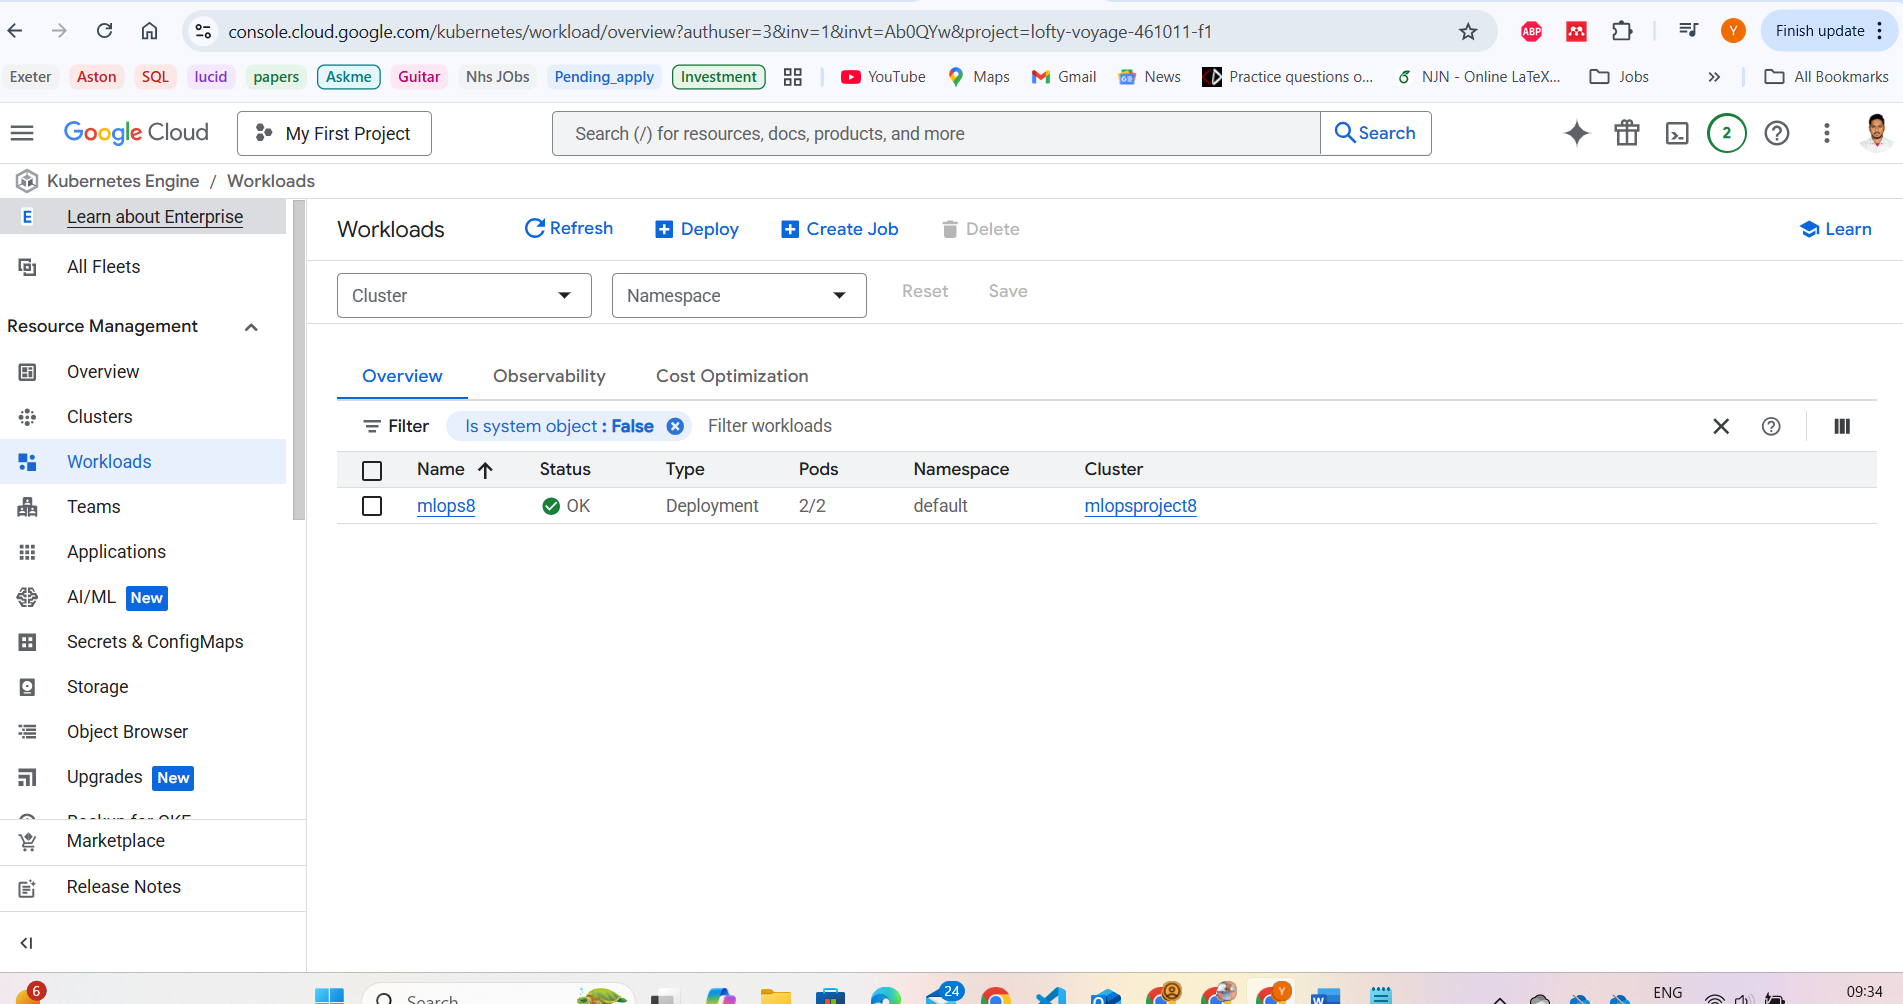 console.cloud.google.com/kubernetes/workload/overview?authuser=3&inv=1&invt=Ab0QYw&project=lofty-voyage-461011-f1
ABP
Y
Finish update
Exeter Aston SQL lucid papers Askme Guitar Nhs JObs Pending_apply Investment YouTube Maps Gmail News Practice questions o... NJN - Online LaTeX... Jobs » All Bookmarks
Google Cloud
My First Project
Search (/) for resources, docs, products, and more
Search
2
Kubernetes Engine / Workloads
E Learn about Enterprise
All Fleets
Resource Management
Overview
Clusters
Workloads
Teams
Applications
AI/ML New
Secrets & ConfigMaps
Storage
Object Browser
Upgrades New
Marketplace
Release Notes
Workloads Refresh Deploy Create Job Delete Learn
Cluster Namespace Reset Save
Overview Observability Cost Optimization
Filter Is system object : False Filter workloads
Name Status Type Pods Namespace Cluster
mlops8 OK Deployment 2/2 default mlopsproject8
6
Search
24
Y
ENG
09:34